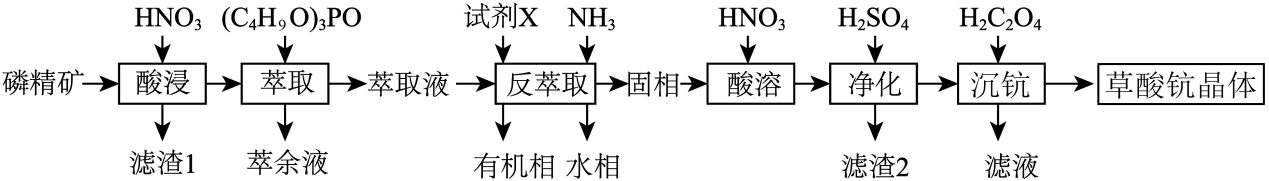 HNO₃ (C₄H₉O)₃PO 试剂X NH₃ HNO₃ H₂SO₄ H₂C₂O₄
磷精矿 酸浸 萃取 萃取液 反萃取 固相 酸溶 净化 沉钪 草酸钪晶体
滤渣1 萃余液 有机相 水相 滤渣2 滤液